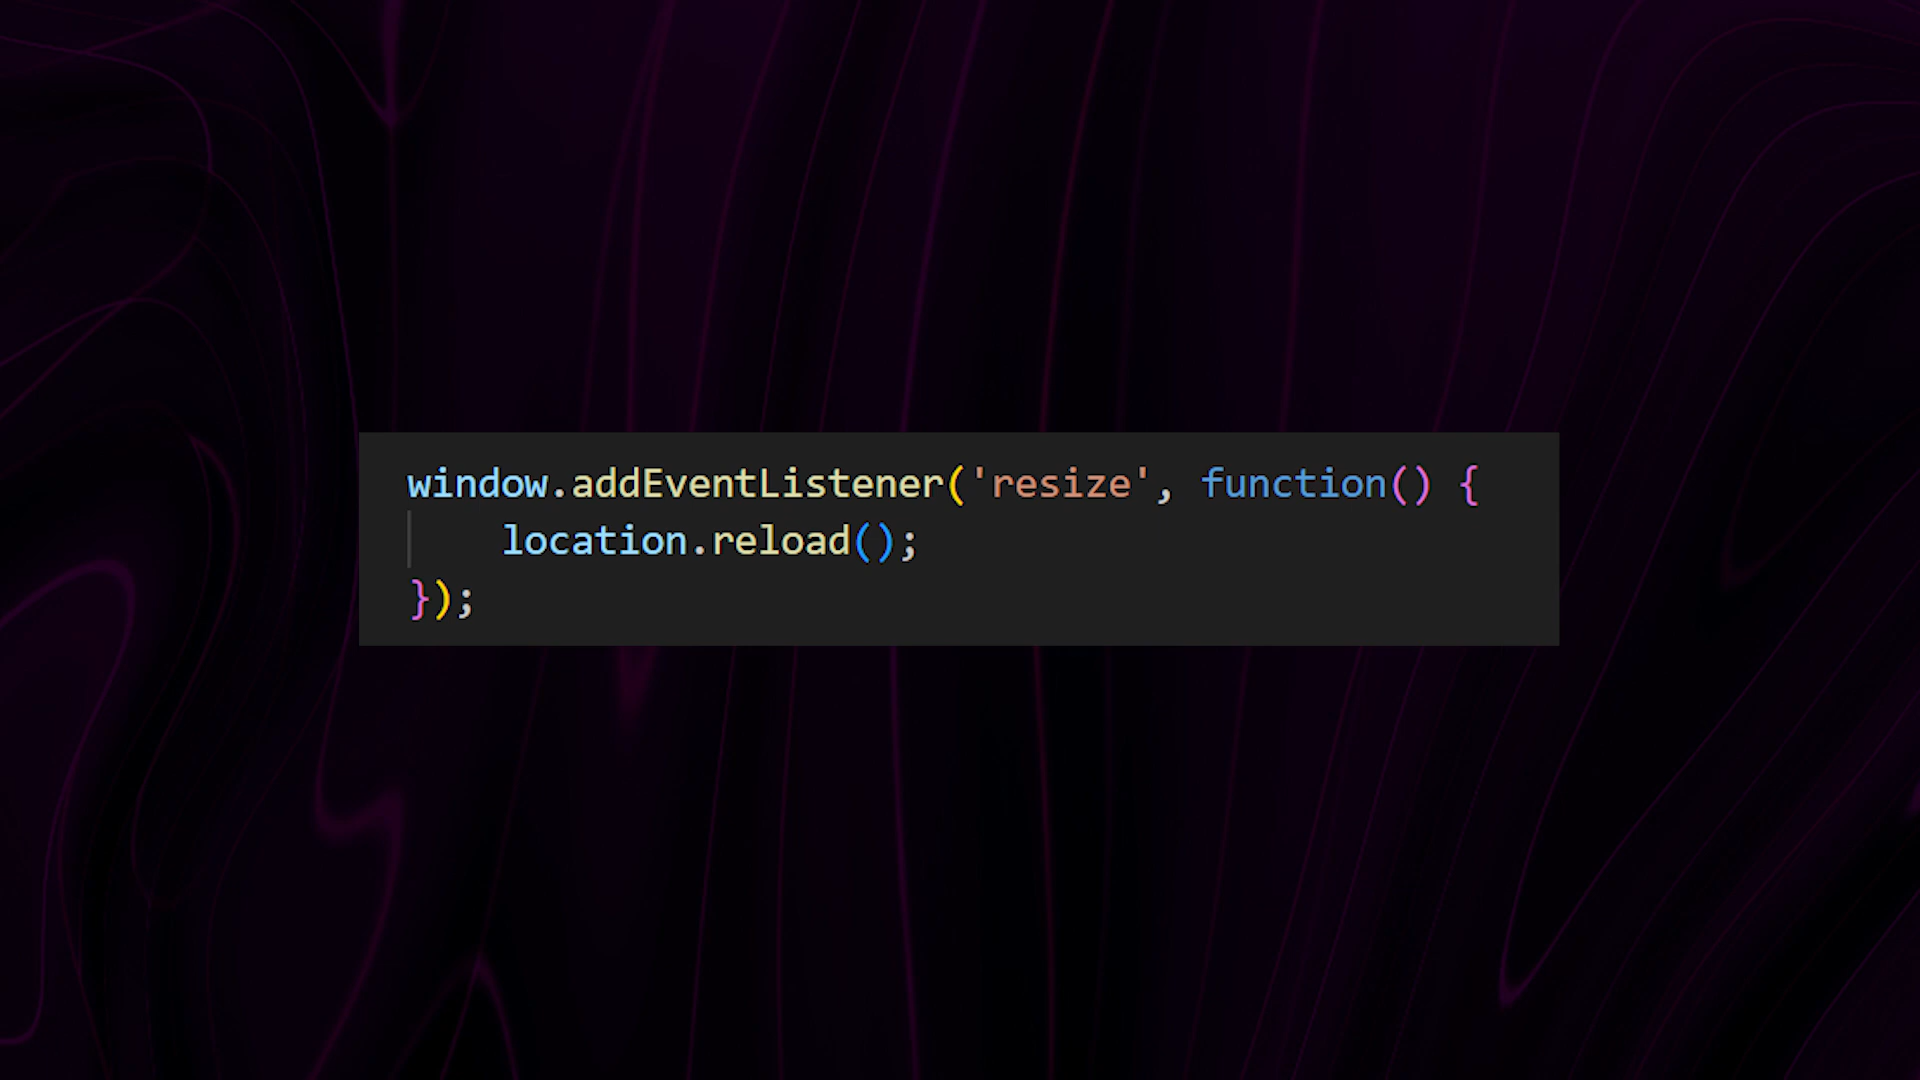 window.addEventListener('resize', function() {
    location.reload();
});